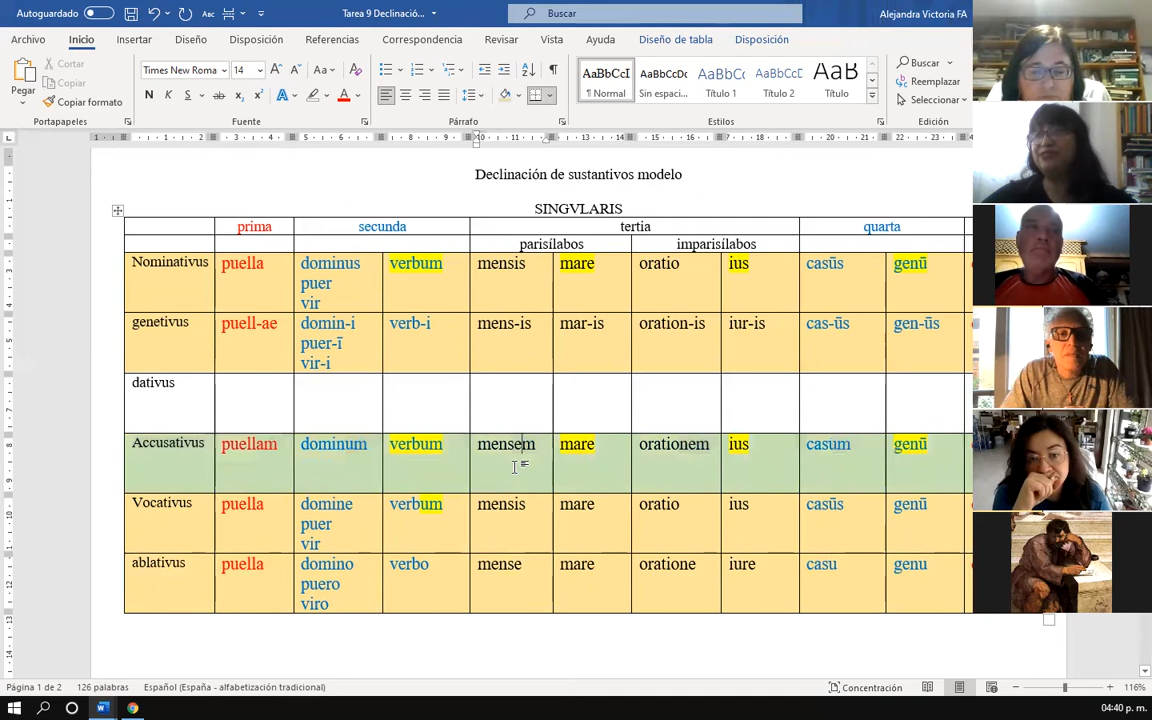 Autoguardado
Tarea 9 Declinació...
Buscar
Alejandra Victoria FA
Archivo Inicio Insertar Diseño Disposición Referencias Correspondencia Revisar Vista Ayuda Diseño de tabla Disposición
Pegar
Cortar
Copiar
Copiar formato
Times New Roma 14
N K S
AaBbCcI AaBbCcDc AaBbC AaBbCcD AaB
¶ Normal Sin espaci... Título 1 Título 2 Título
Buscar
Reemplazar
Seleccionar
Portapapeles Fuente Párrafo Estilos Edición
Declinación de sustantivos modelo
SINGVLARIS
prima secunda tertia quarta
parisílabos imparisílabos
Nominativus puella dominus verbum mensis mare oratio ius casūs genū
puer
vir
genetivus puell-ae domin-i verb-i mens-is mar-is oration-is iur-is cas-ūs gen-ūs
puer-ī
vir-i
dativus
Accusativus puellam dominum verbum mensem mare orationem ius casum genū
Vocativus puella domine verbum mensis mare oratio ius casūs genū
puer
vir
ablativus puella domino verbo mense mare oratione iure casu genu
puero
viro
Página 1 de 2 126 palabras Español (España - alfabetización tradicional) Concentración 116%
04:40 p. m.